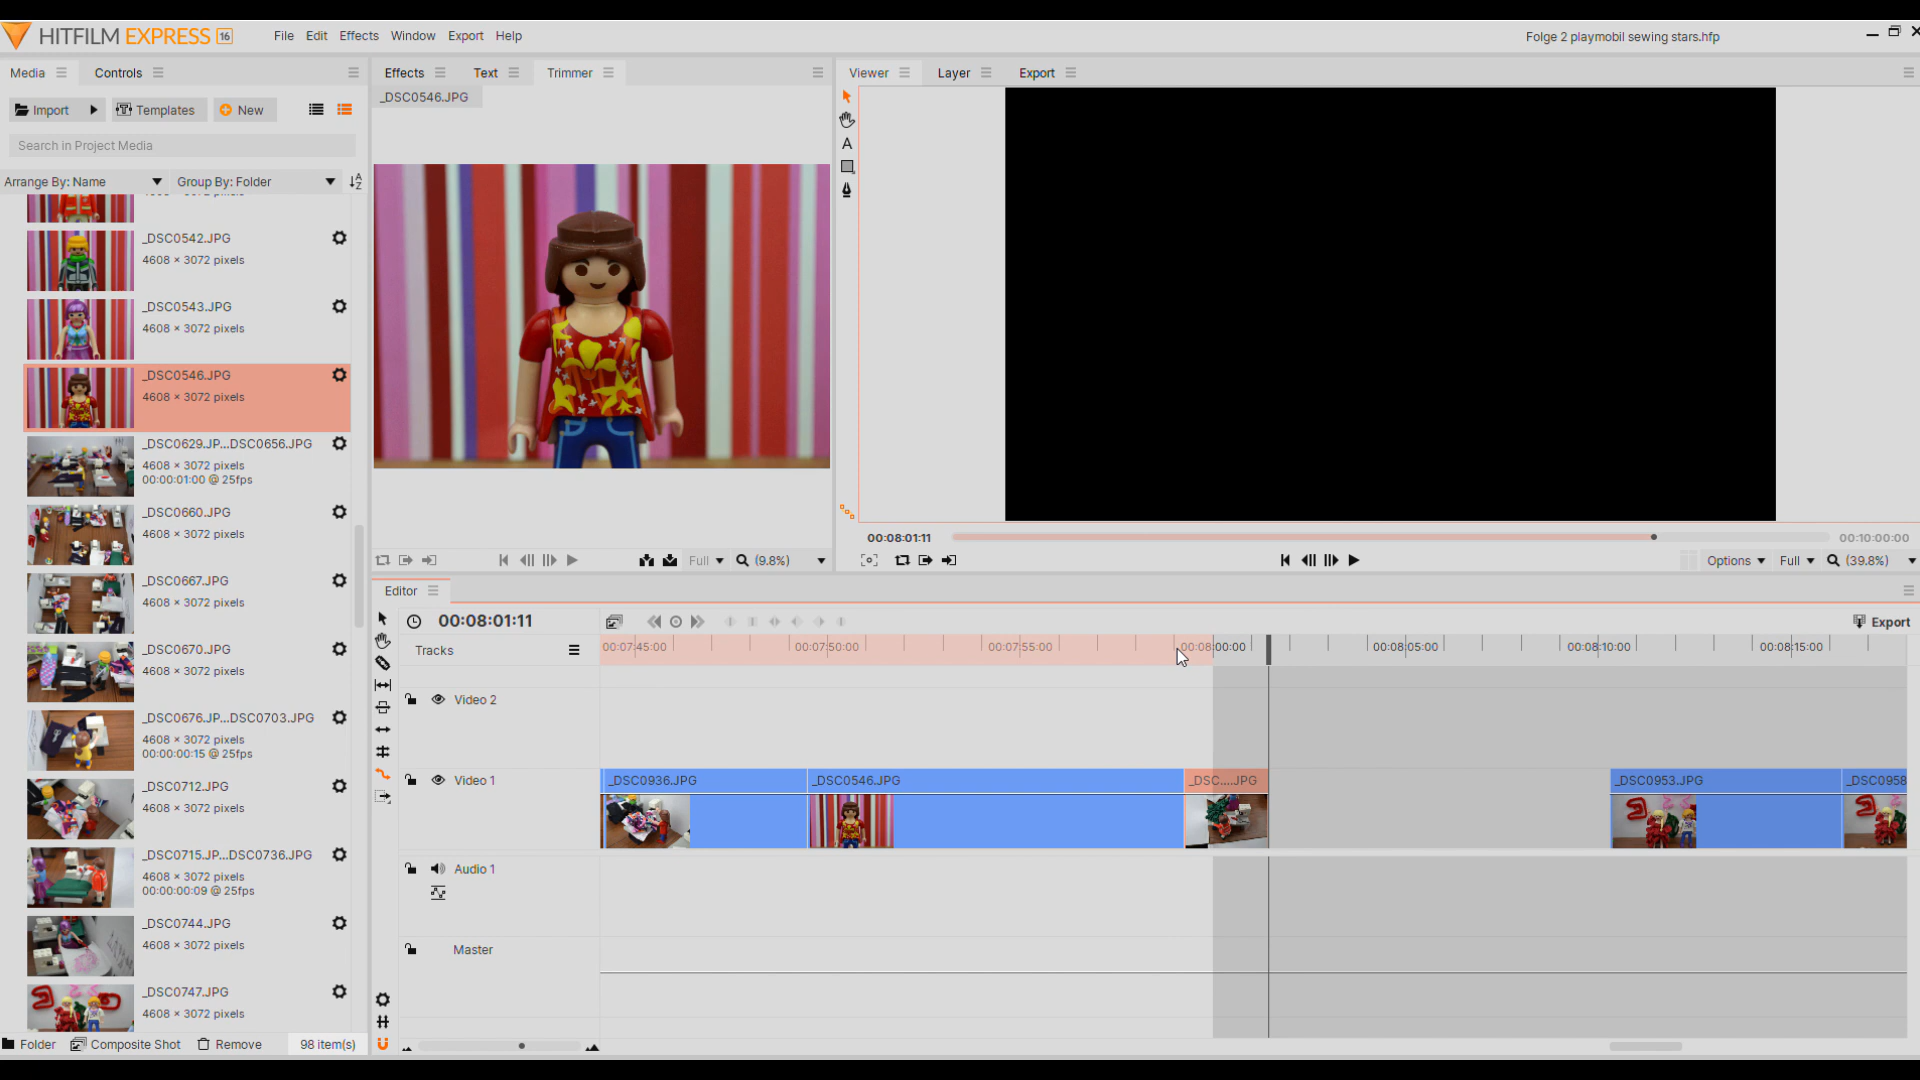 HITFILM EXPRESS 16
File Edit Effects Window Export Help
Folge 2 playmobil sewing stars.hfp
Media Controls
Effects Text Trimmer
Viewer Layer Export
_DSC0546.JPG
Import Templates New
Search in Project Media
Arrange By: Name Group By: Folder
_DSC0542.JPG
4608 × 3072 pixels
_DSC0543.JPG
4608 × 3072 pixels
_DSC0546.JPG
4608 × 3072 pixels
_DSC0629.JP...DSC0656.JPG
4608 × 3072 pixels
00:00:01:00 @ 25fps
_DSC0660.JPG
4608 × 3072 pixels
_DSC0667.JPG
4608 × 3072 pixels
_DSC0670.JPG
4608 × 3072 pixels
_DSC0676.JP...DSC0703.JPG
4608 × 3072 pixels
00:00:00:15 @ 25fps
_DSC0712.JPG
4608 × 3072 pixels
_DSC0715.JP...DSC0736.JPG
4608 × 3072 pixels
00:00:00:09 @ 25fps
_DSC0744.JPG
4608 × 3072 pixels
_DSC0747.JPG
4608 × 3072 pixels
Folder Composite Shot Remove 98 item(s)
Full (9.8%)
00:08:01:11 00:10:00:00
Options Full (39.8%)
Editor
00:08:01:11
Export
Tracks
00:07:45:00 00:07:50:00 00:07:55:00 00:08:00:00 00:08:05:00 00:08:10:00 00:08:15:00
Video 2
Video 1
_DSC0936.JPG _DSC0546.JPG _DSC....JPG _DSC0953.JPG _DSC0958
Audio 1
Master